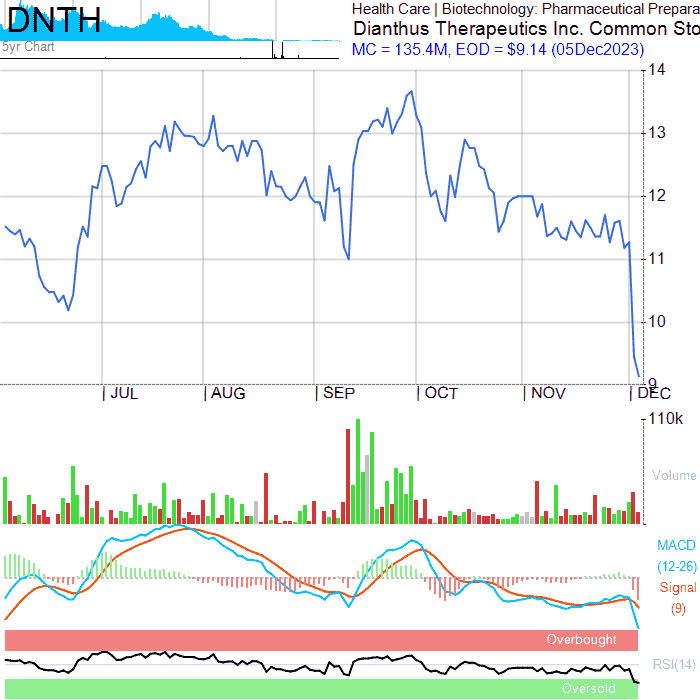 DNTH
Health Care | Biotechnology: Pharmaceutical Prepara
Dianthus Therapeutics Inc. Common Sto
5yr Chart
MC = 135.4M, EOD = $9.14 (05Dec2023)
14
13
12
11
10
9
| JUL | AUG | SEP | OCT | NOV | DEC
110k
Volume
MACD
(12-26)
Signal
(9)
Overbought
RSI(14)
Oversold